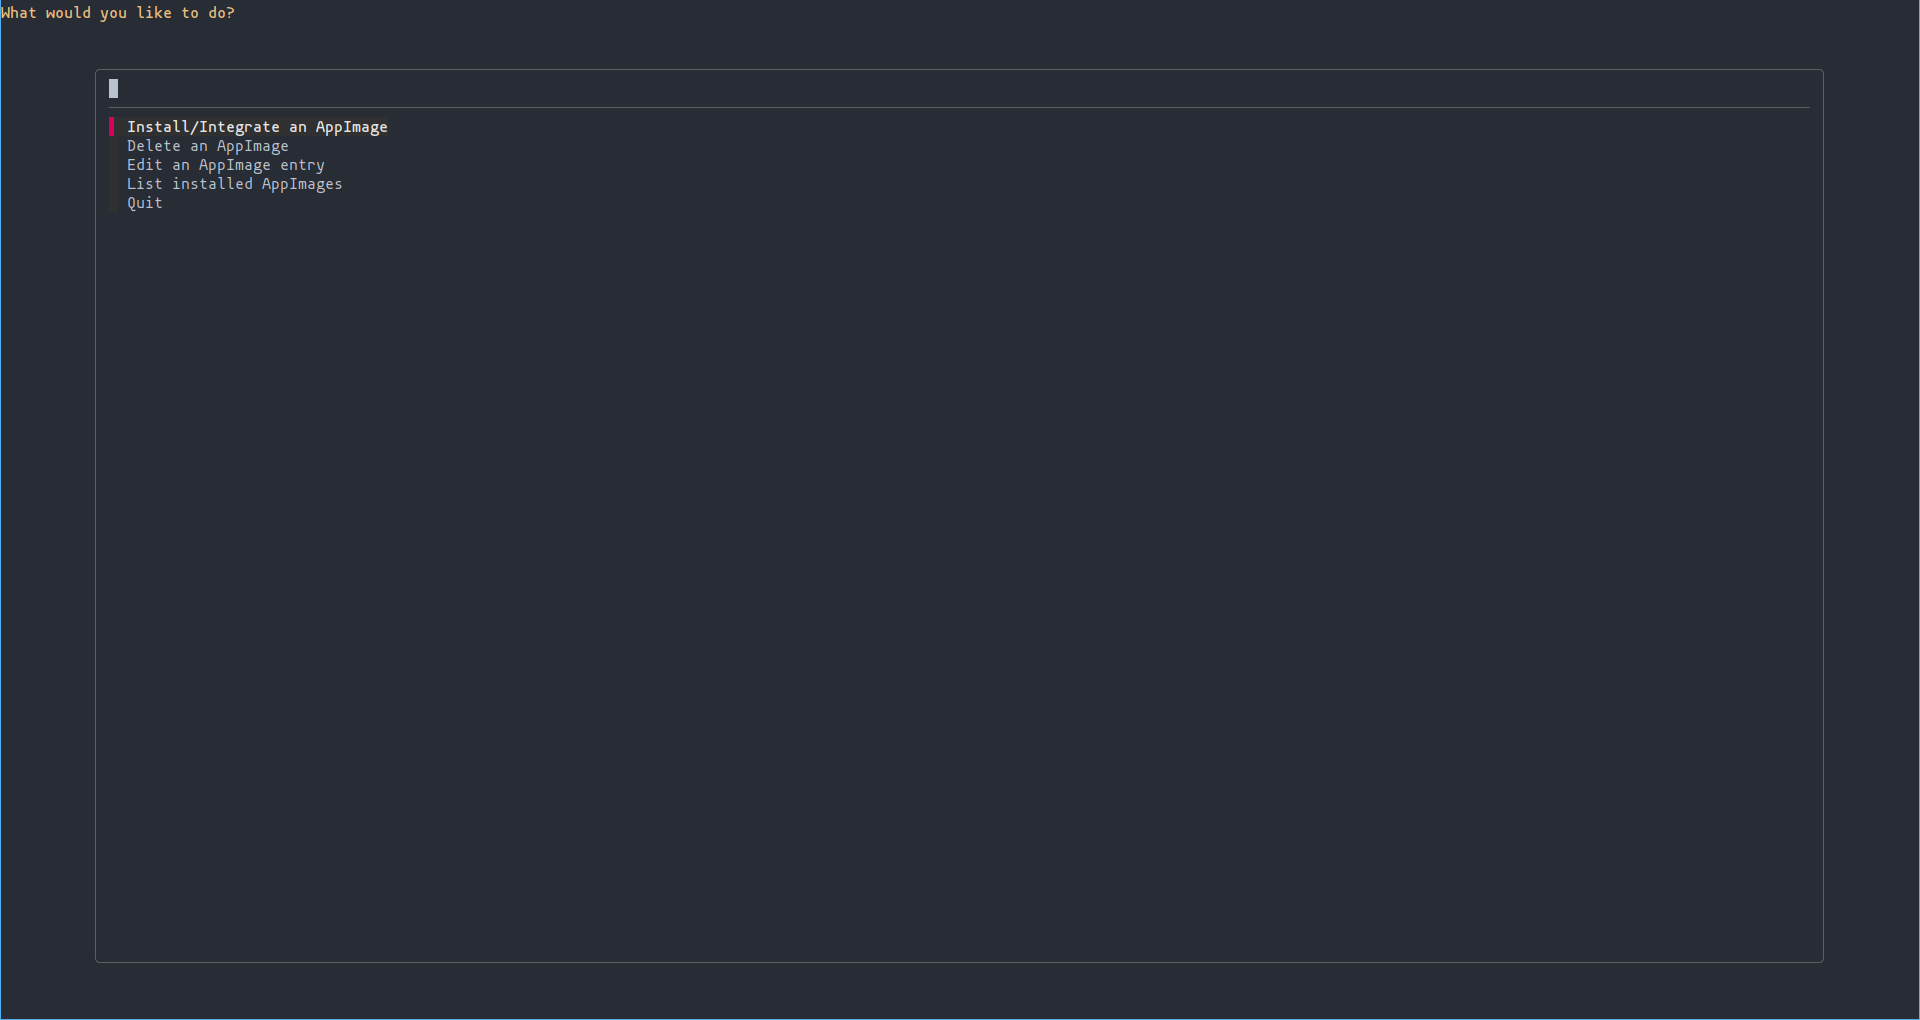 What would you like to do?
Install/Integrate an AppImage
Delete an AppImage
Edit an AppImage entry
List installed AppImages
Quit